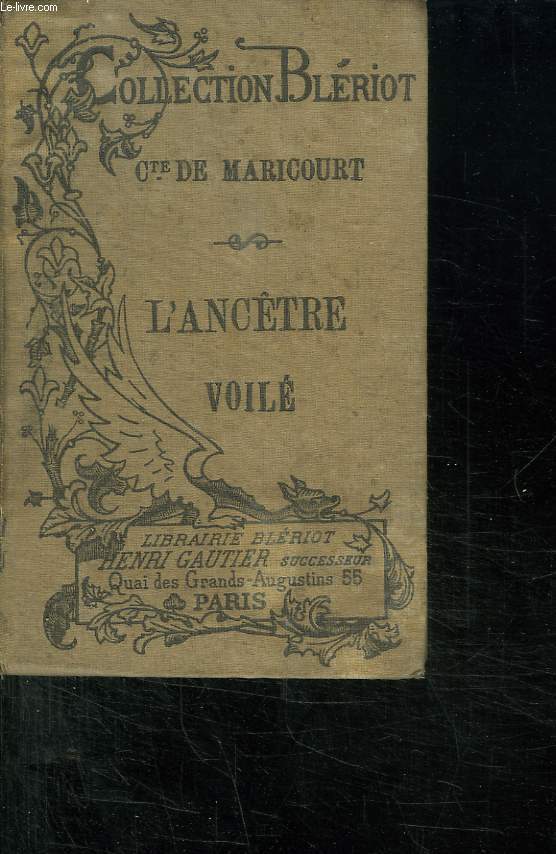 Le-livre.com
COLLECTION BLÉRIOT
CTE DE MARICOURT
L'ANCÊTRE
VOILÉ
LIBRAIRIE BLÉRIOT
HENRI GAUTIER SUCCESSEUR
Quai des Grands-Augustins 55
PARIS